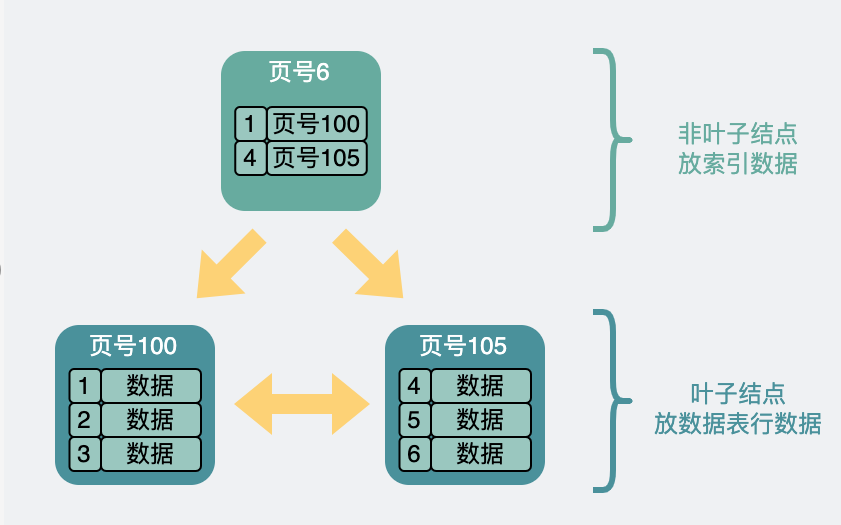 页号6
1 页号100
4 页号105
非叶子结点
放索引数据
页号100
1 数据
2 数据
3 数据
页号105
4 数据
5 数据
6 数据
叶子结点
放数据表行数据